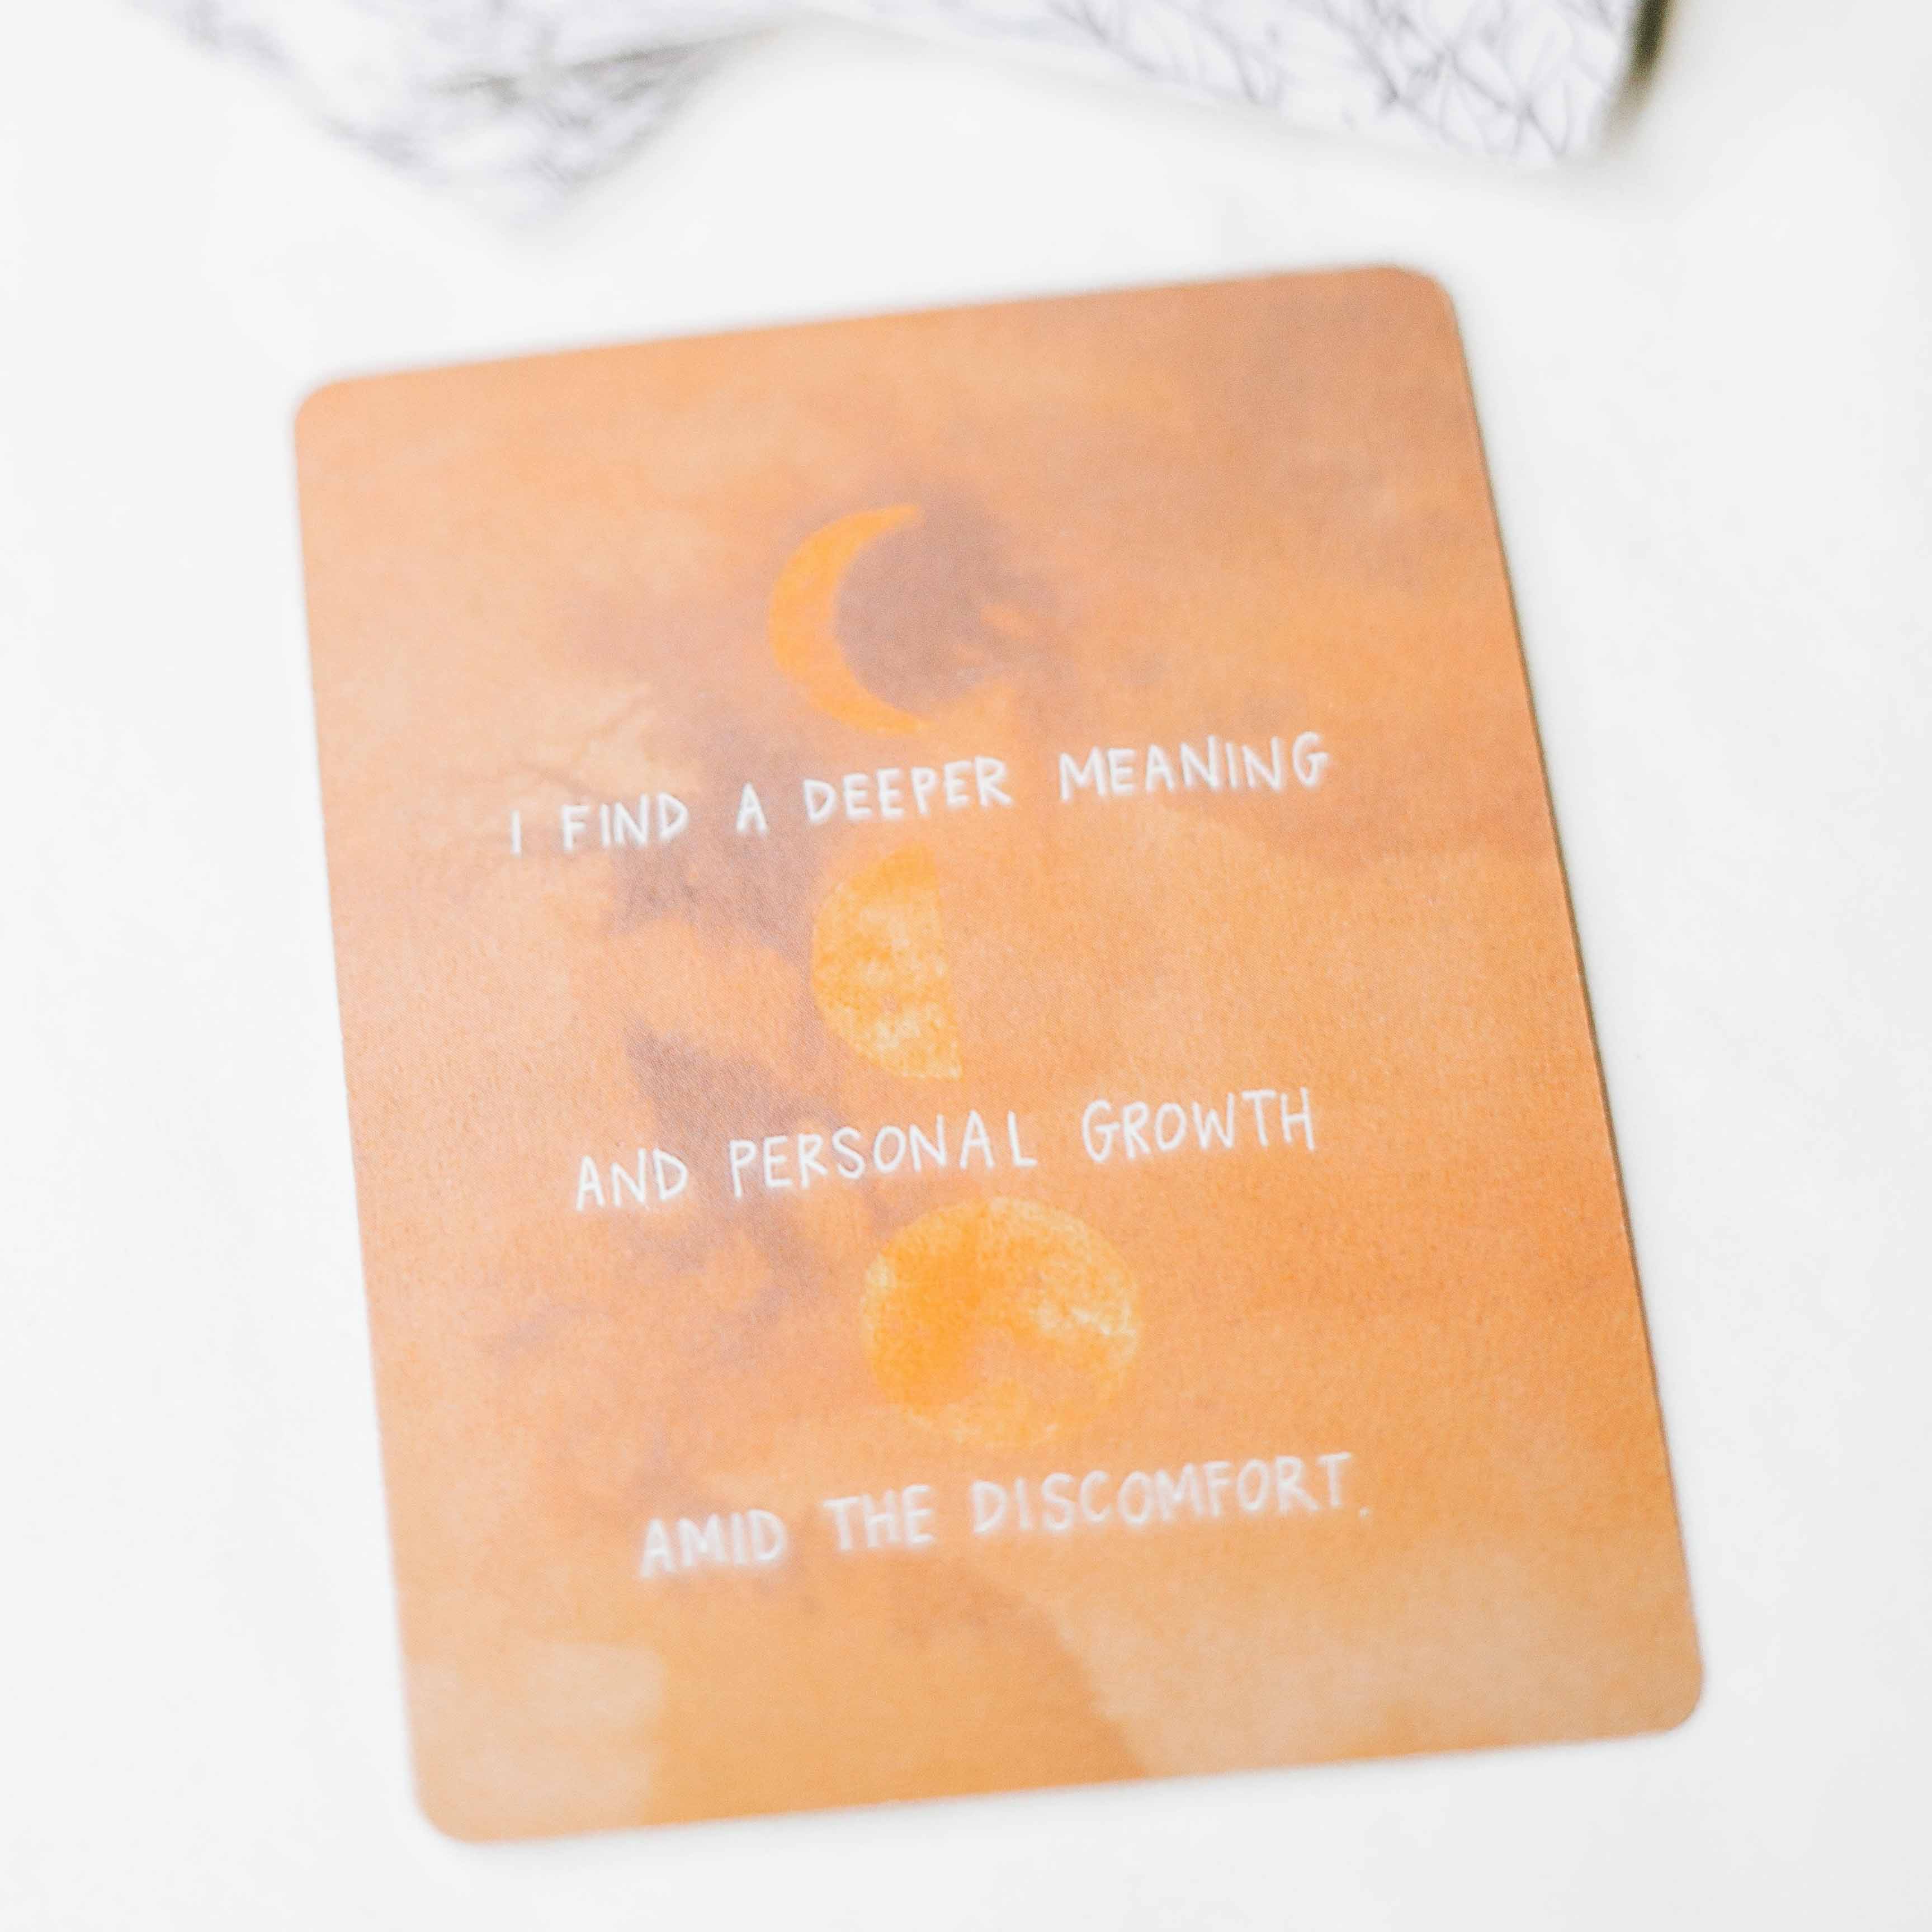 I FIND A DEEPER MEANING
AND PERSONAL GROWTH
AMID THE DISCOMFORT.